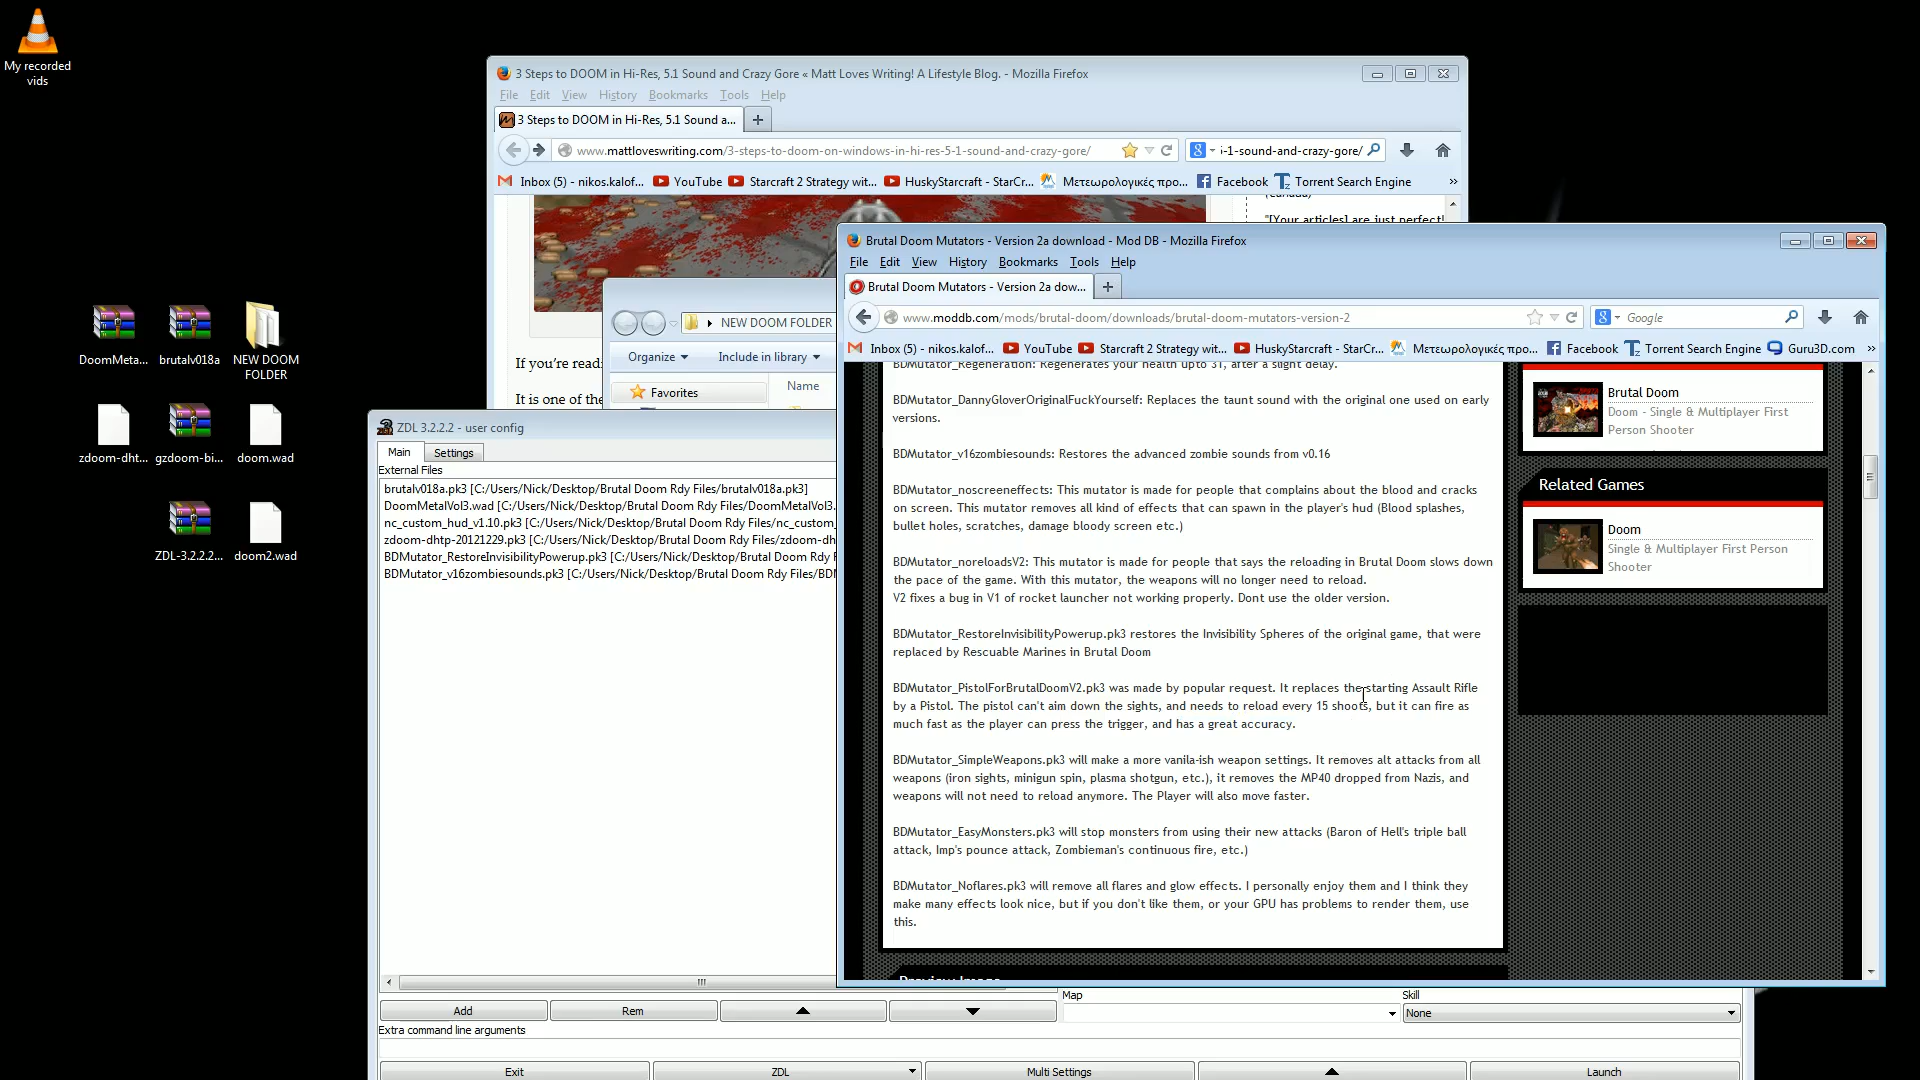 My recorded
vids
DoomMeta...
brutalv018a
NEW DOOM
FOLDER
zdoom-dht...
gzdoom-bi...
doom.wad
ZDL-3.2.2.2...
doom2.wad
3 Steps to DOOM in Hi-Res, 5.1 Sound and Crazy Gore « Matt Loves Writing! A Lifestyle Blog. - Mozilla Firefox
File Edit View History Bookmarks Tools Help
3 Steps to DOOM in Hi-Res, 5.1 Sound a...
www.mattloveswriting.com/3-steps-to-doom-on-windows-in-hi-res-5-1-sound-and-crazy-gore/
i-1-sound-and-crazy-gore/
Inbox (5) - nikos.kalof... YouTube Starcraft 2 Strategy wit... HuskyStarcraft - StarCr... Μετεωρολογικές προ... Facebook Torrent Search Engine »
"[Your articles] are just perfect!
If you're read
It is one of the
NEW DOOM FOLDER
Organize Include in library
Favorites
Name
ZDL 3.2.2.2 - user config
Main Settings
External Files
brutalv018a.pk3 [C:/Users/Nick/Desktop/Brutal Doom Rdy Files/brutalv018a.pk3]
DoomMetalVol3.wad [C:/Users/Nick/Desktop/Brutal Doom Rdy Files/DoomMetalVol3.
nc_custom_hud_v1.10.pk3 [C:/Users/Nick/Desktop/Brutal Doom Rdy Files/nc_custom_
zdoom-dhtp-20121229.pk3 [C:/Users/Nick/Desktop/Brutal Doom Rdy Files/zdoom-dh
BDMutator_RestoreInvisibilityPowerup.pk3 [C:/Users/Nick/Desktop/Brutal Doom Rdy F
BDMutator_v16zombiesounds.pk3 [C:/Users/Nick/Desktop/Brutal Doom Rdy Files/BDM
Add Rem
Map
Skill
None
Extra command line arguments
Exit ZDL Multi Settings Launch
Brutal Doom Mutators - Version 2a download - Mod DB - Mozilla Firefox
File Edit View History Bookmarks Tools Help
Brutal Doom Mutators - Version 2a dow...
www.moddb.com/mods/brutal-doom/downloads/brutal-doom-mutators-version-2
Google
Inbox (5) - nikos.kalof... YouTube Starcraft 2 Strategy wit... HuskyStarcraft - StarCr... Μετεωρολογικές προ... Facebook Torrent Search Engine Guru3D.com »
BDMutator_Regeneration: Regenerates your health upto 31, after a slight delay.
BDMutator_DannyGloverOriginalFuckYourself: Replaces the taunt sound with the original one used on early
versions.
BDMutator_v16zombiesounds: Restores the advanced zombie sounds from v0.16
BDMutator_noscreeneffects: This mutator is made for people that complains about the blood and cracks
on screen. This mutator removes all kind of effects that can spawn in the player's hud (Blood splashes,
bullet holes, scratches, damage bloody screen etc.)
BDMutator_noreloadsV2: This mutator is made for people that says the reloading in Brutal Doom slows down
the pace of the game. With this mutator, the weapons will no longer need to reload.
V2 fixes a bug in V1 of rocket launcher not working properly. Dont use the older version.
BDMutator_RestoreInvisibilityPowerup.pk3 restores the Invisibility Spheres of the original game, that were
replaced by Rescuable Marines in Brutal Doom
BDMutator_PistolForBrutalDoomV2.pk3 was made by popular request. It replaces the starting Assault Rifle
by a Pistol. The pistol can't aim down the sights, and needs to reload every 15 shoots, but it can fire as
much fast as the player can press the trigger, and has a great accuracy.
BDMutator_SimpleWeapons.pk3 will make a more vanila-ish weapon settings. It removes alt attacks from all
weapons (iron sights, minigun spin, plasma shotgun, etc.), it removes the MP40 dropped from Nazis, and
weapons will not need to reload anymore. The Player will also move faster.
BDMutator_EasyMonsters.pk3 will stop monsters from using their new attacks (Baron of Hell's triple ball
attack, Imp's pounce attack, Zombieman's continuous fire, etc.)
BDMutator_Noflares.pk3 will remove all flares and glow effects. I personally enjoy them and I think they
make many effects look nice, but if you don't like them, or your GPU has problems to render them, use
this.
Preview Image
Brutal Doom
Doom - Single & Multiplayer First
Person Shooter
Related Games
Doom
Single & Multiplayer First Person
Shooter